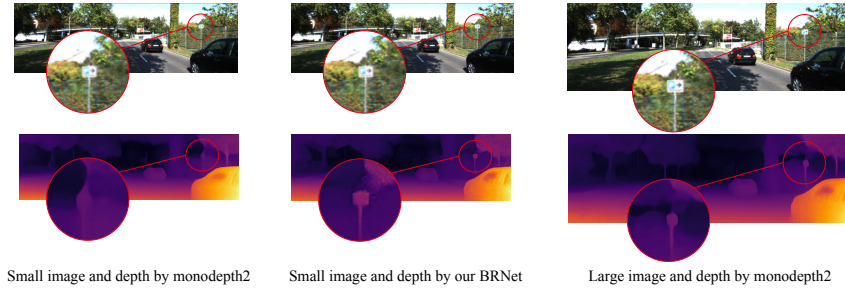 Small image and depth by monodepth2
Small image and depth by our BRNet
Large image and depth by monodepth2